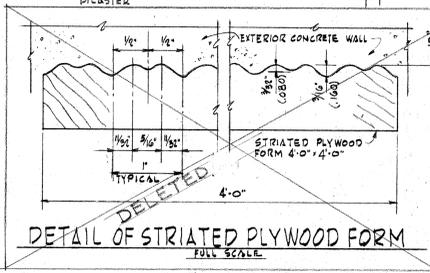 PILASTER
1/2" 1/2"
EXTERIOR CONCRETE WALL
3/32" (.080) 3/16" (.160)
11/32" 5/16" 11/32"
STRIATED PLYWOOD
FORM 4'-0" x 4'-0"
1"
TYPICAL
DELETED
4'-0"
DETAIL OF STRIATED PLYWOOD FORM
FULL SCALE